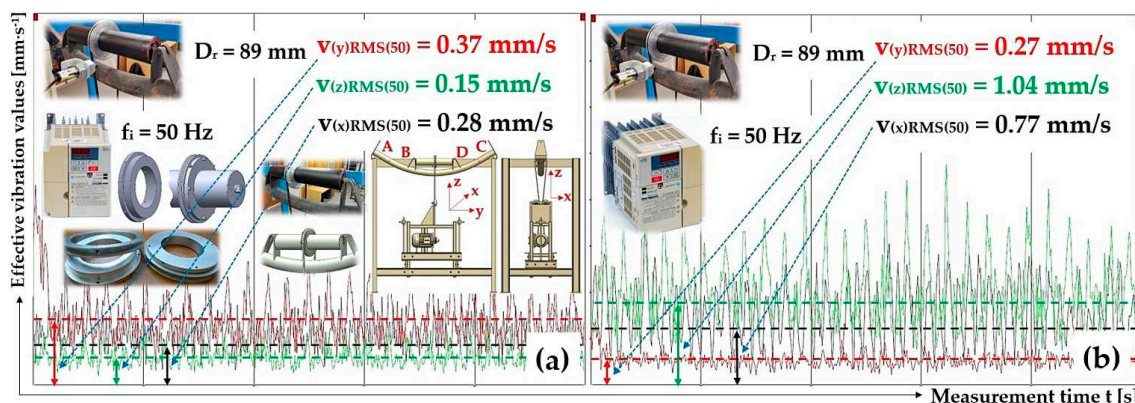 Effective vibration values [mm·s⁻¹]
Dᵣ = 89 mm
v(y)RMS(50) = 0.37 mm/s
v(z)RMS(50) = 0.15 mm/s
fᵢ = 50 Hz
v(x)RMS(50) = 0.28 mm/s
A
B
D
C
z
x
y
z
x
(a)
Dᵣ = 89 mm
v(y)RMS(50) = 0.27 mm/s
v(z)RMS(50) = 1.04 mm/s
fᵢ = 50 Hz
v(x)RMS(50) = 0.77 mm/s
(b)
Measurement time t [s]